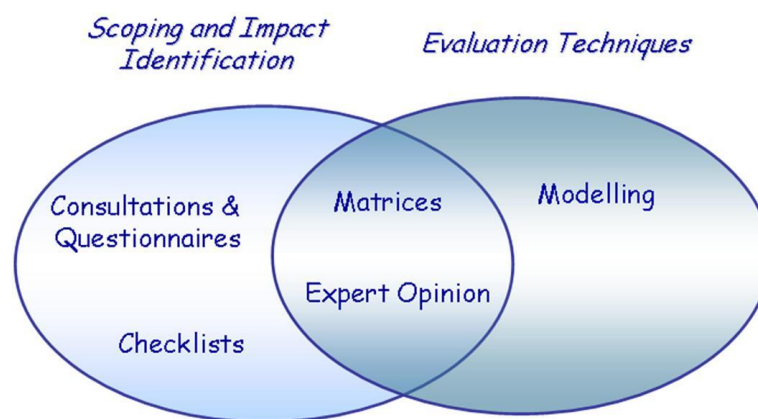 Scoping and Impact
Identification
Evaluation Techniques
Consultations &
Questionnaires
Checklists
Matrices
Expert Opinion
Modelling